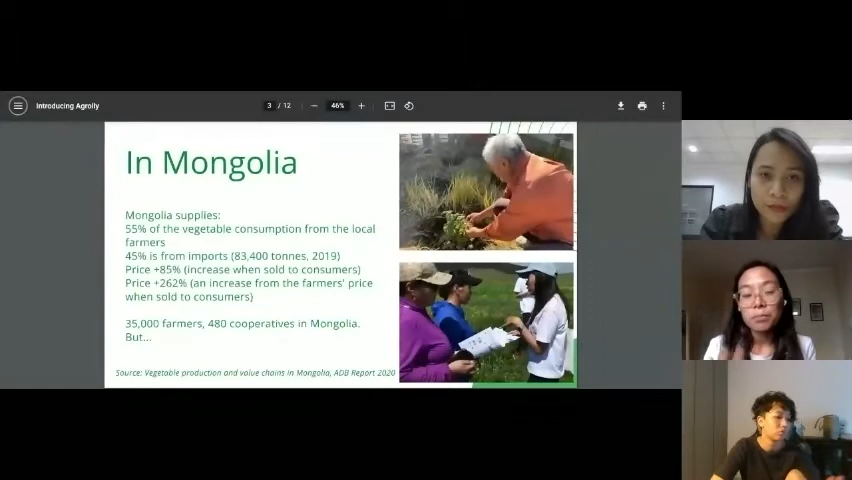 Introducing Agrolly
3 / 12
46%
In Mongolia
Mongolia supplies:
55% of the vegetable consumption from the local
farmers
45% is from imports (83,400 tonnes, 2019)
Price +85% (increase when sold to consumers)
Price +262% (an increase from the farmers' price
when sold to consumers)
35,000 farmers, 480 cooperatives in Mongolia.
But...
Source: Vegetable production and value chains in Mongolia, ADB Report 2020